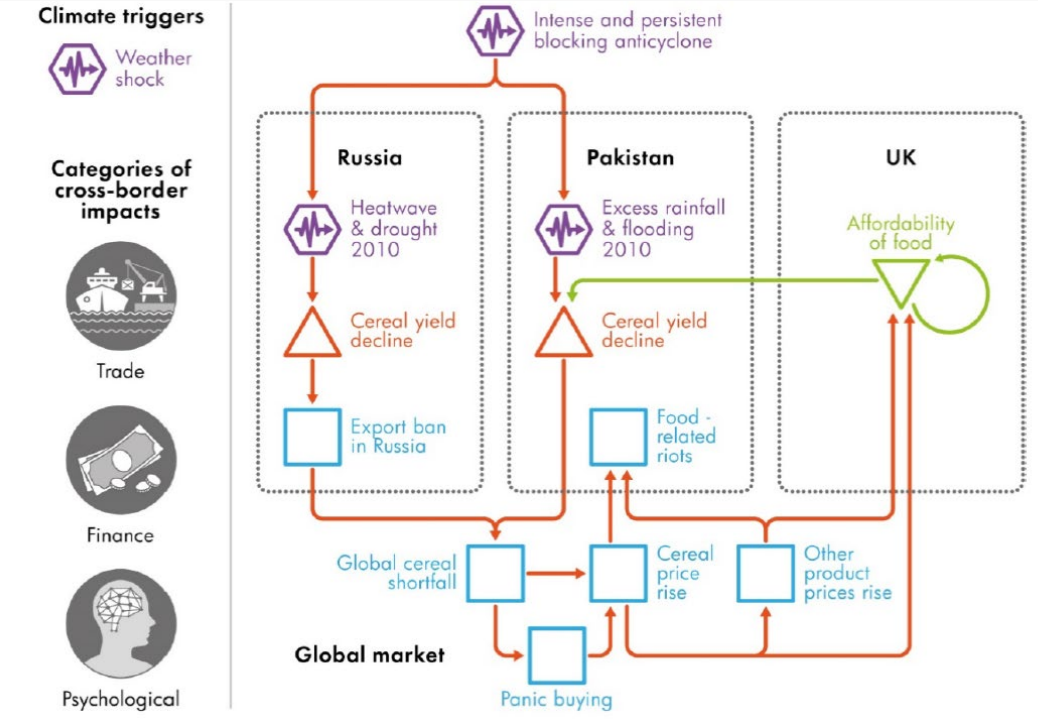 Climate triggers
Weather
shock
Categories of
cross-border
impacts
Trade
Finance
Psychological
Intense and persistent
blocking anticyclone
Russia
Heatwave
& drought
2010
Cereal yield
decline
Export ban
in Russia
Pakistan
Excess rainfall
& flooding
2010
Cereal yield
decline
Food -
related
riots
UK
Affordability
of food
Global cereal
shortfall
Cereal
price
rise
Other
product
prices rise
Global market
Panic buying